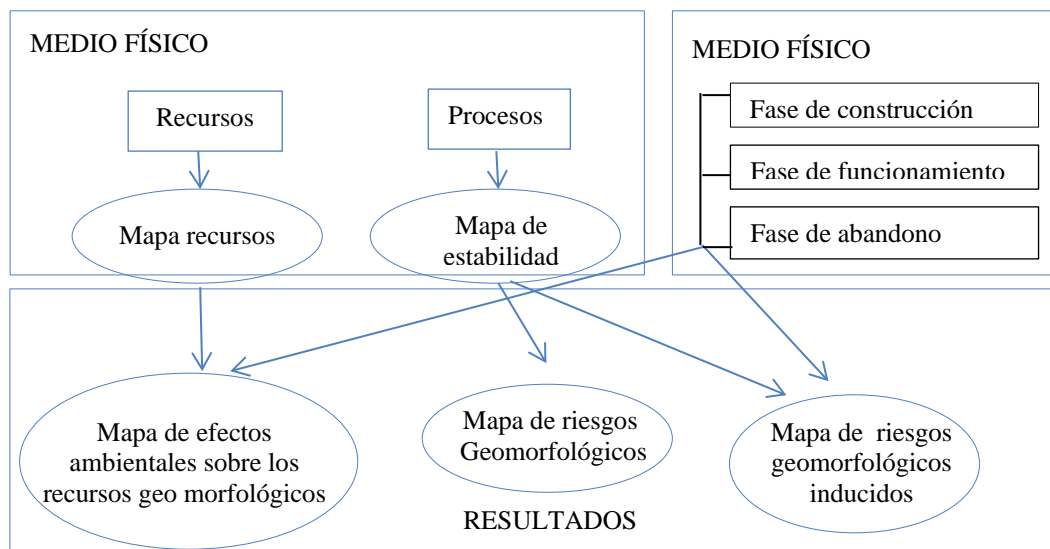 MEDIO FÍSICO
Recursos
Procesos
Mapa recursos
Mapa de
estabilidad
MEDIO FÍSICO
Fase de construcción
Fase de funcionamiento
Fase de abandono
Mapa de efectos
ambientales sobre los
recursos geo morfológicos
Mapa de riesgos
Geomorfológicos
Mapa de riesgos
geomorfológicos
inducidos
RESULTADOS